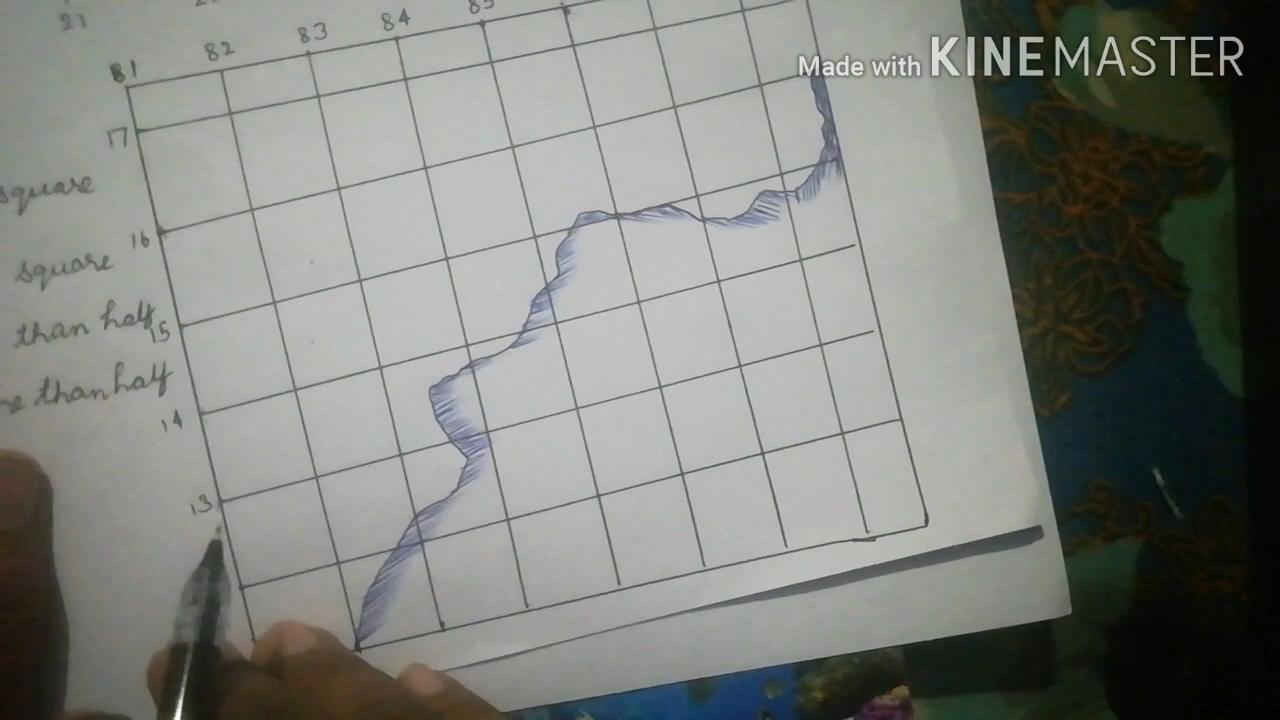 21
81 82 83 84 85
Made with KINEMASTER
17
square
16
square
than half
15
than half
14
13